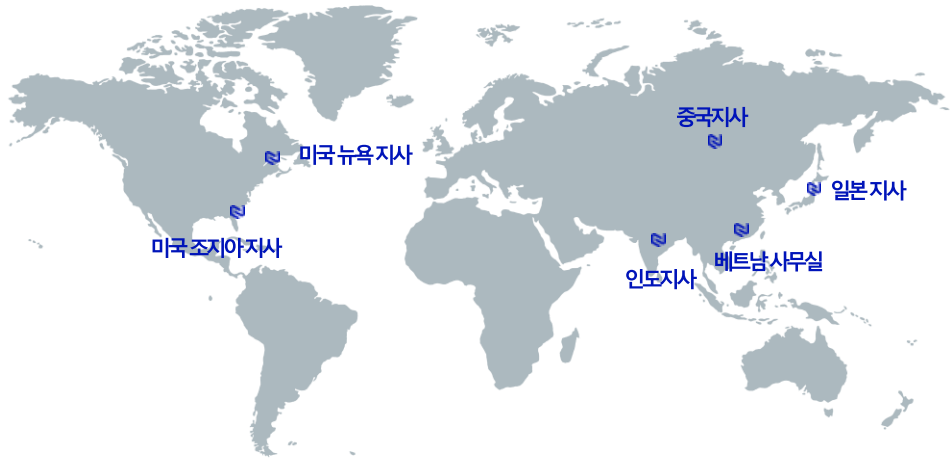 중국지사
미국 뉴욕 지사
일본 지사
미국 조지아 지사
베트남 사무실
인도지사